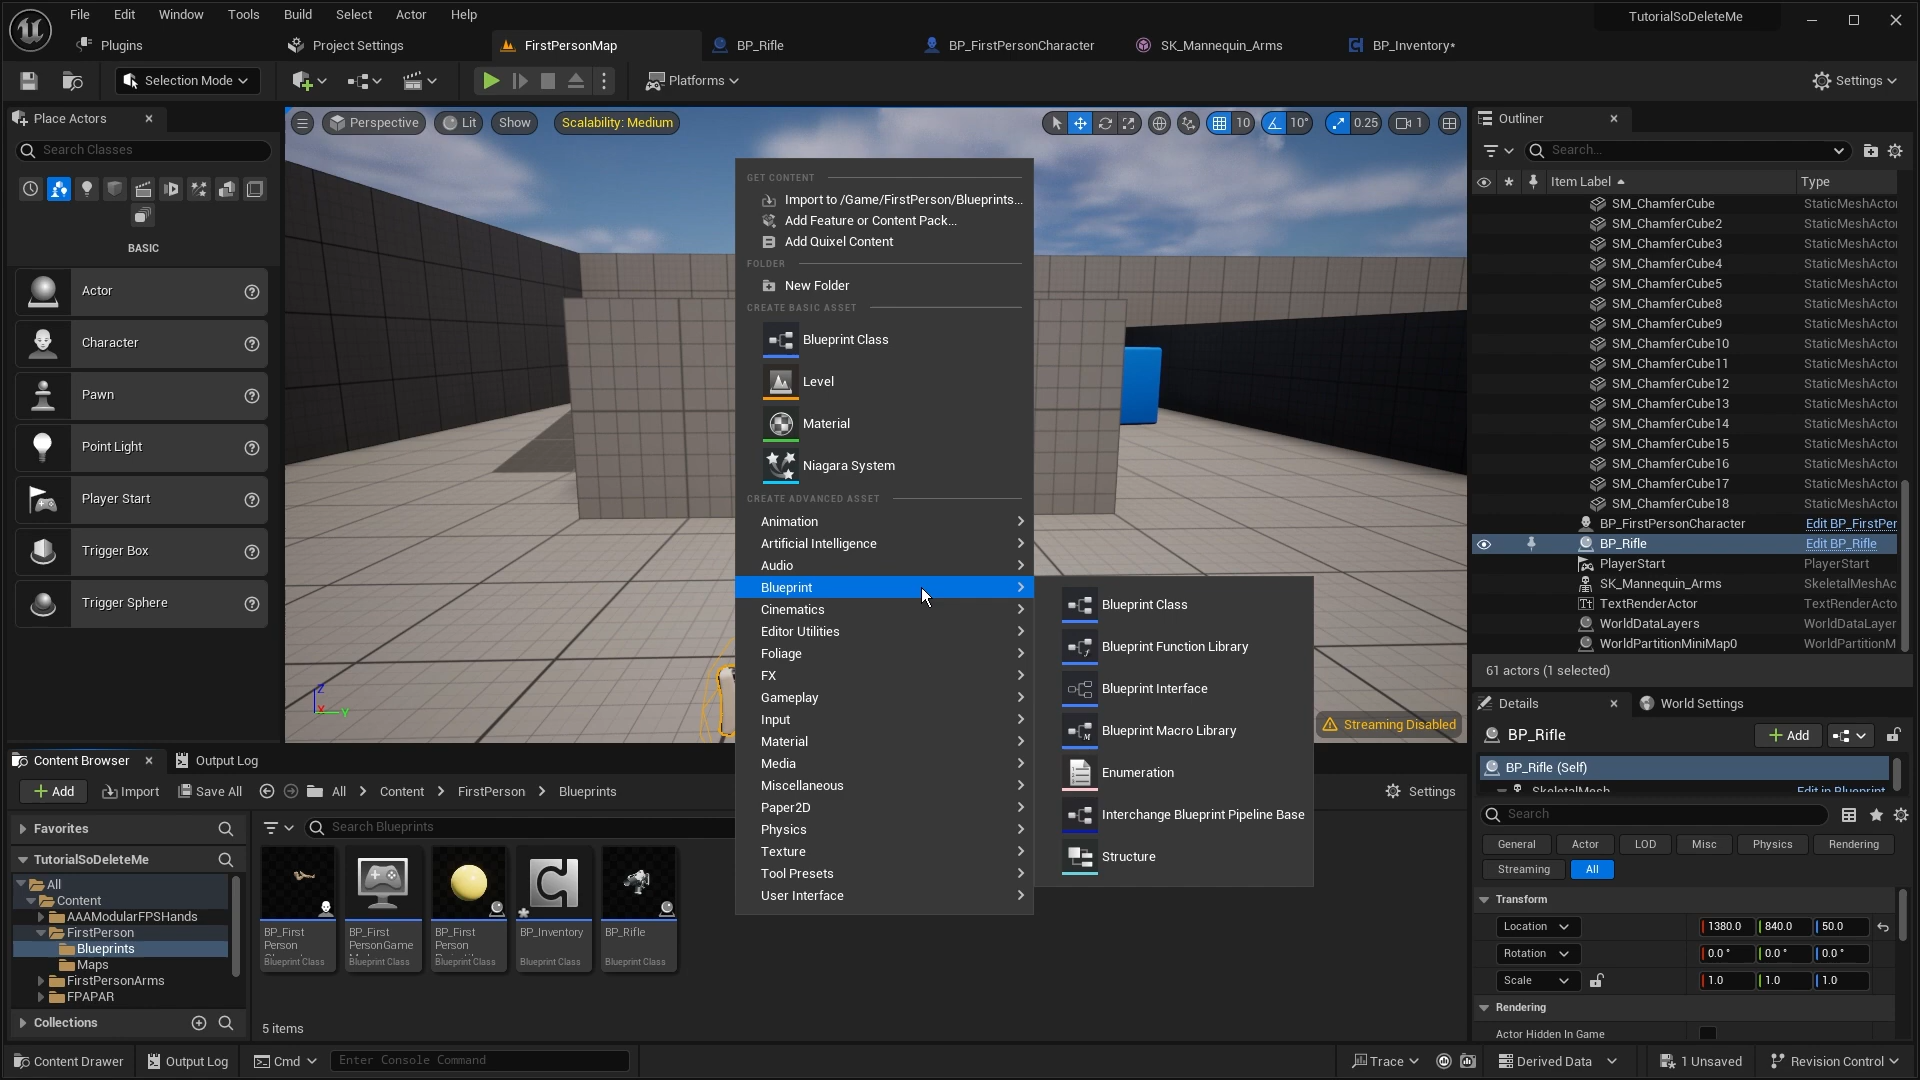 File Edit Window Tools Build Select Actor Help
TutorialSoDeleteMe
Plugins
Project Settings
FirstPersonMap
BP_Rifle
BP_FirstPersonCharacter
SK_Mannequin_Arms
BP_Inventory*
Selection Mode
Platforms
Settings
Place Actors
Search Classes
BASIC
Actor
Character
Pawn
Point Light
Player Start
Trigger Box
Trigger Sphere
Perspective
Lit
Show
Scalability: Medium
10
10°
0.25
1
GET CONTENT
Import to /Game/FirstPerson/Blueprints...
Add Feature or Content Pack...
Add Quixel Content
FOLDER
New Folder
CREATE BASIC ASSET
Blueprint Class
Level
Material
Niagara System
CREATE ADVANCED ASSET
Animation
Artificial Intelligence
Audio
Blueprint
Cinematics
Editor Utilities
Foliage
FX
Gameplay
Input
Material
Media
Miscellaneous
Paper2D
Physics
Texture
Tool Presets
User Interface
Blueprint Class
Blueprint Function Library
Blueprint Interface
Blueprint Macro Library
Enumeration
Interchange Blueprint Pipeline Base
Structure
Z
X
Y
Streaming Disabled
Outliner
Search...
Item Label
Type
SM_ChamferCube StaticMeshActor
SM_ChamferCube2 StaticMeshActor
SM_ChamferCube3 StaticMeshActor
SM_ChamferCube4 StaticMeshActor
SM_ChamferCube5 StaticMeshActor
SM_ChamferCube8 StaticMeshActor
SM_ChamferCube9 StaticMeshActor
SM_ChamferCube10 StaticMeshActor
SM_ChamferCube11 StaticMeshActor
SM_ChamferCube12 StaticMeshActor
SM_ChamferCube13 StaticMeshActor
SM_ChamferCube14 StaticMeshActor
SM_ChamferCube15 StaticMeshActor
SM_ChamferCube16 StaticMeshActor
SM_ChamferCube17 StaticMeshActor
SM_ChamferCube18 StaticMeshActor
BP_FirstPersonCharacter Edit BP_FirstPer
BP_Rifle Edit BP_Rifle
PlayerStart PlayerStart
SK_Mannequin_Arms SkeletalMeshAc
TextRenderActor TextRenderActo
WorldDataLayers WorldDataLayer
WorldPartitionMiniMap0 WorldPartitionM
61 actors (1 selected)
Details
World Settings
BP_Rifle
Add
BP_Rifle (Self)
SkeletalMesh Edit in Blueprint
Search
General Actor LOD Misc Physics Rendering
Streaming All
Transform
Location 1380.0 840.0 50.0
Rotation 0.0° 0.0° 0.0°
Scale 1.0 1.0 1.0
Rendering
Actor Hidden In Game
Content Browser
Output Log
Add
Import
Save All
All
Content
FirstPerson
Blueprints
Settings
Favorites
TutorialSoDeleteMe
All
Content
AAAModularFPSHands
FirstPerson
Blueprints
Maps
FirstPersonArms
FPAPAR
Collections
Search Blueprints
BP_First
Person
Blueprint Class
BP_First
PersonGame
Blueprint Class
BP_First
Person
Blueprint Class
BP_Inventory
Blueprint Class
BP_Rifle
Blueprint Class
5 items
Content Drawer
Output Log
Cmd
Enter Console Command
Trace
Derived Data
1 Unsaved
Revision Control